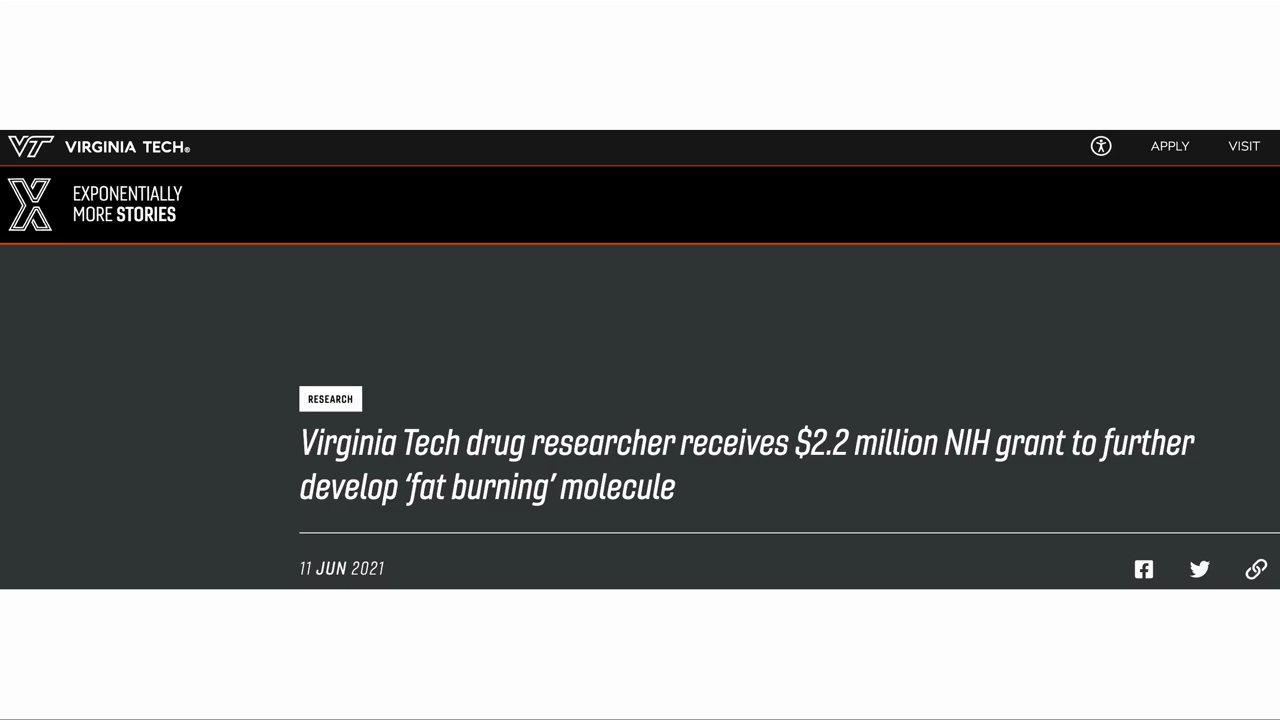 VT VIRGINIA TECH®
APPLY
VISIT
X EXPONENTIALLY
MORE STORIES
RESEARCH
Virginia Tech drug researcher receives $2.2 million NIH grant to further
develop ‘fat burning’ molecule
11 JUN 2021